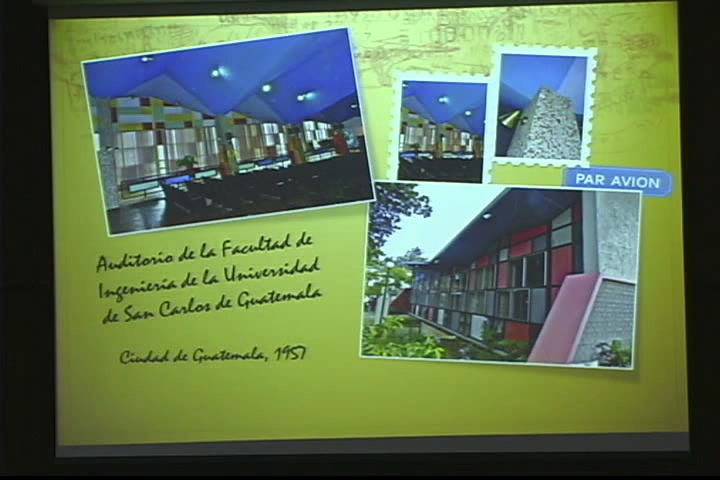 PAR AVION
Auditorio de la Facultad de
Ingeniería de la Universidad
de San Carlos de Guatemala
Ciudad de Guatemala, 1957